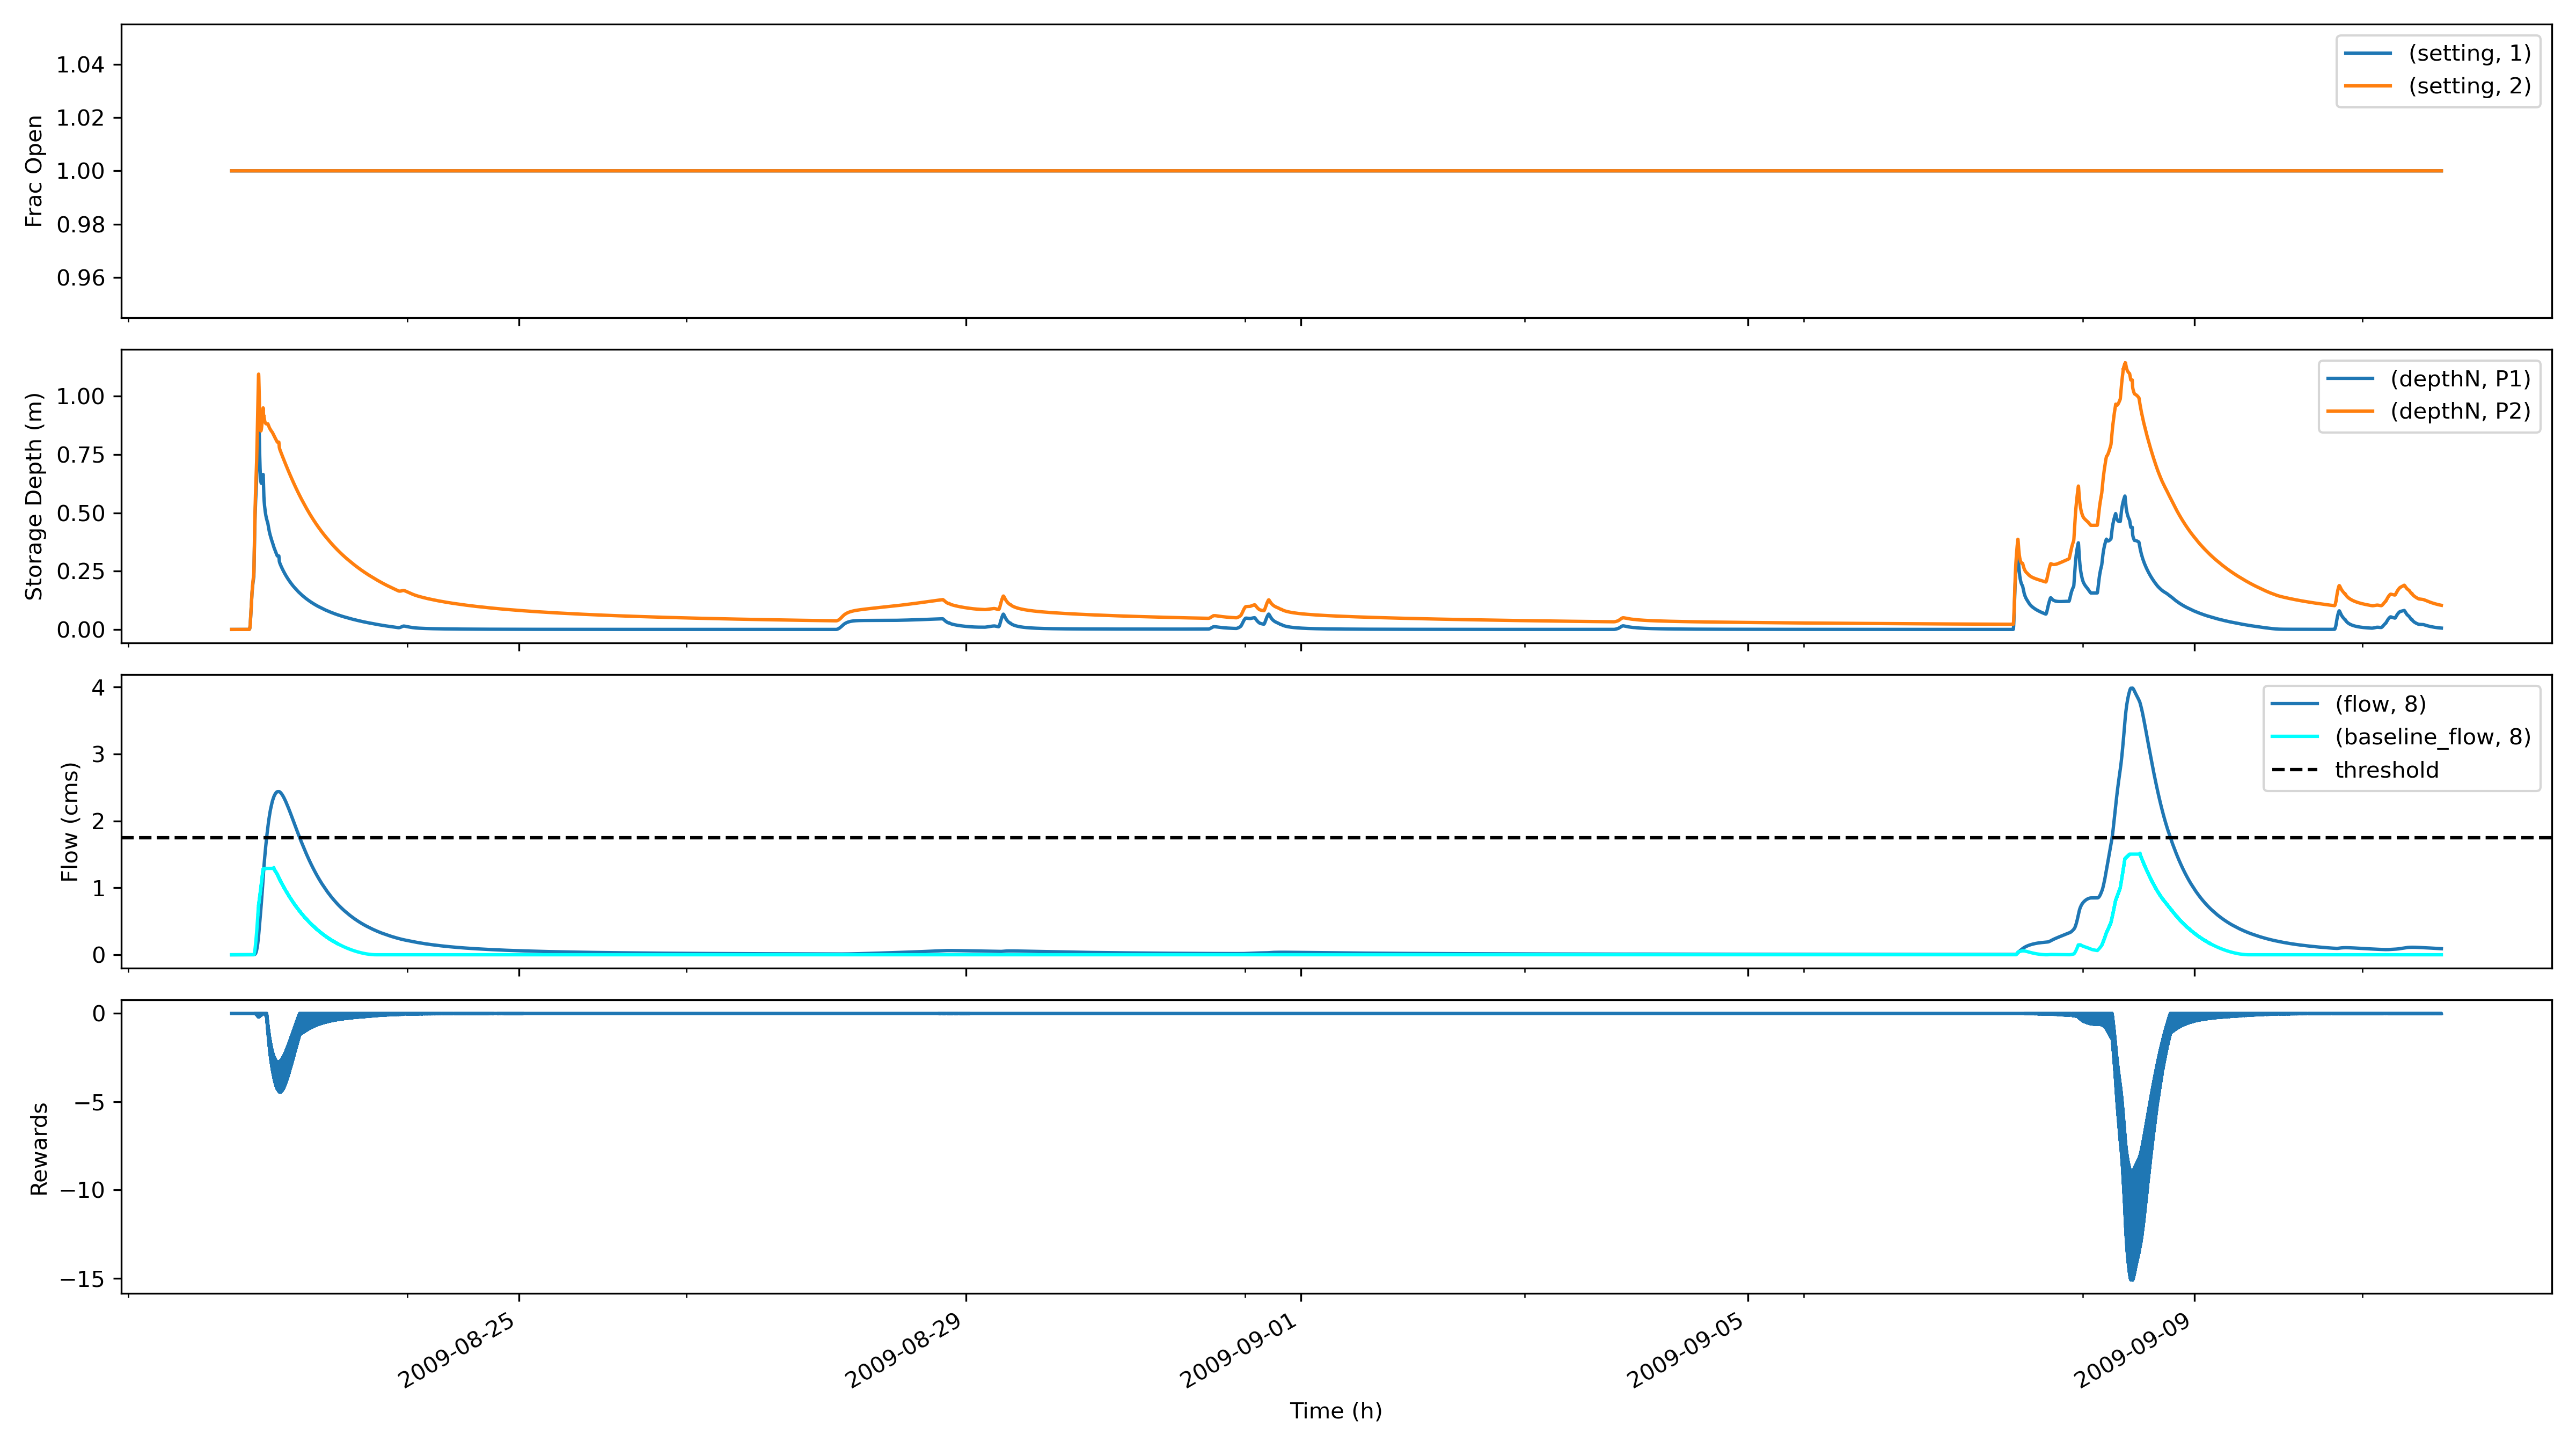 Frac Open
1.04
1.02
1.00
0.98
0.96
(setting, 1)
(setting, 2)
Storage Depth (m)
1.00
0.75
0.50
0.25
0.00
(depthN, P1)
(depthN, P2)
Flow (cms)
4
3
2
1
0
(flow, 8)
(baseline_flow, 8)
threshold
Rewards
0
−5
−10
−15
2009-08-25
2009-08-29
2009-09-01
2009-09-05
2009-09-09
Time (h)